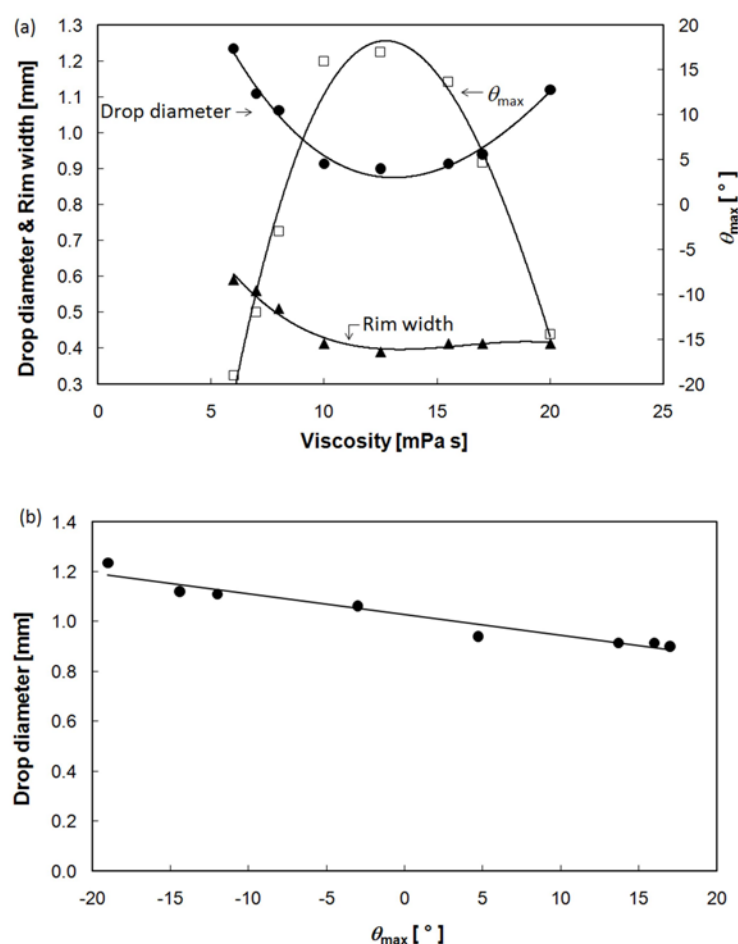 (a)
1.3
1.2
1.1
1.0
0.9
0.8
0.7
0.6
0.5
0.4
0.3
Drop diameter & Rim width [mm]
Drop diameter
θmax
Rim width
20
15
10
5
0
-5
-10
-15
-20
θmax [ ° ]
0 5 10 15 20 25
Viscosity [mPa s]
(b)
1.4
1.2
1.0
0.8
0.6
0.4
0.2
0.0
Drop diameter [mm]
-20 -15 -10 -5 0 5 10 15 20
θmax [ ° ]